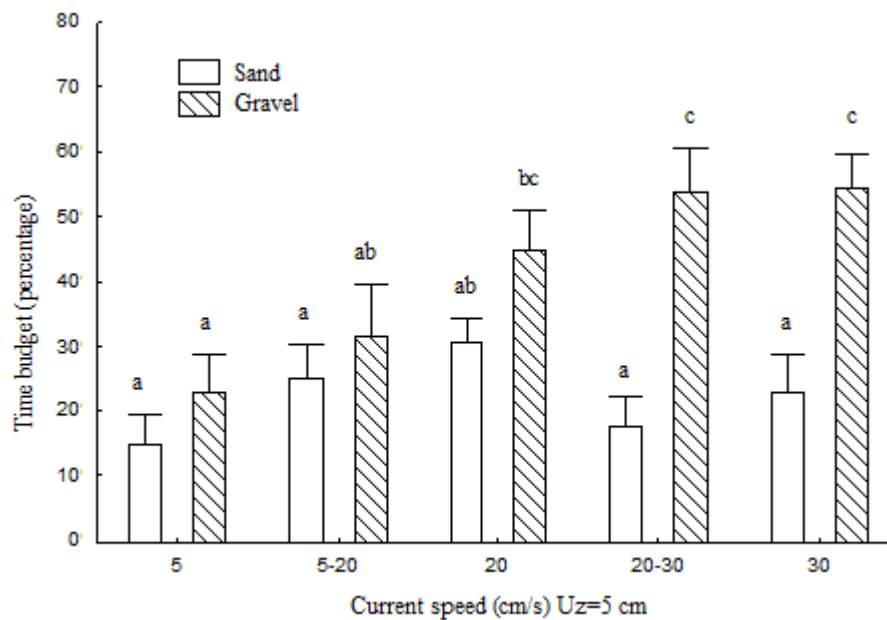 80
Sand
70
Gravel
c
c
60
bc
50
Time budget (percentage)
ab
40
ab
a
a
30
a
a
a
20
a
10
0
5
5-20
20
20-30
30
Current speed (cm/s) Uz=5 cm